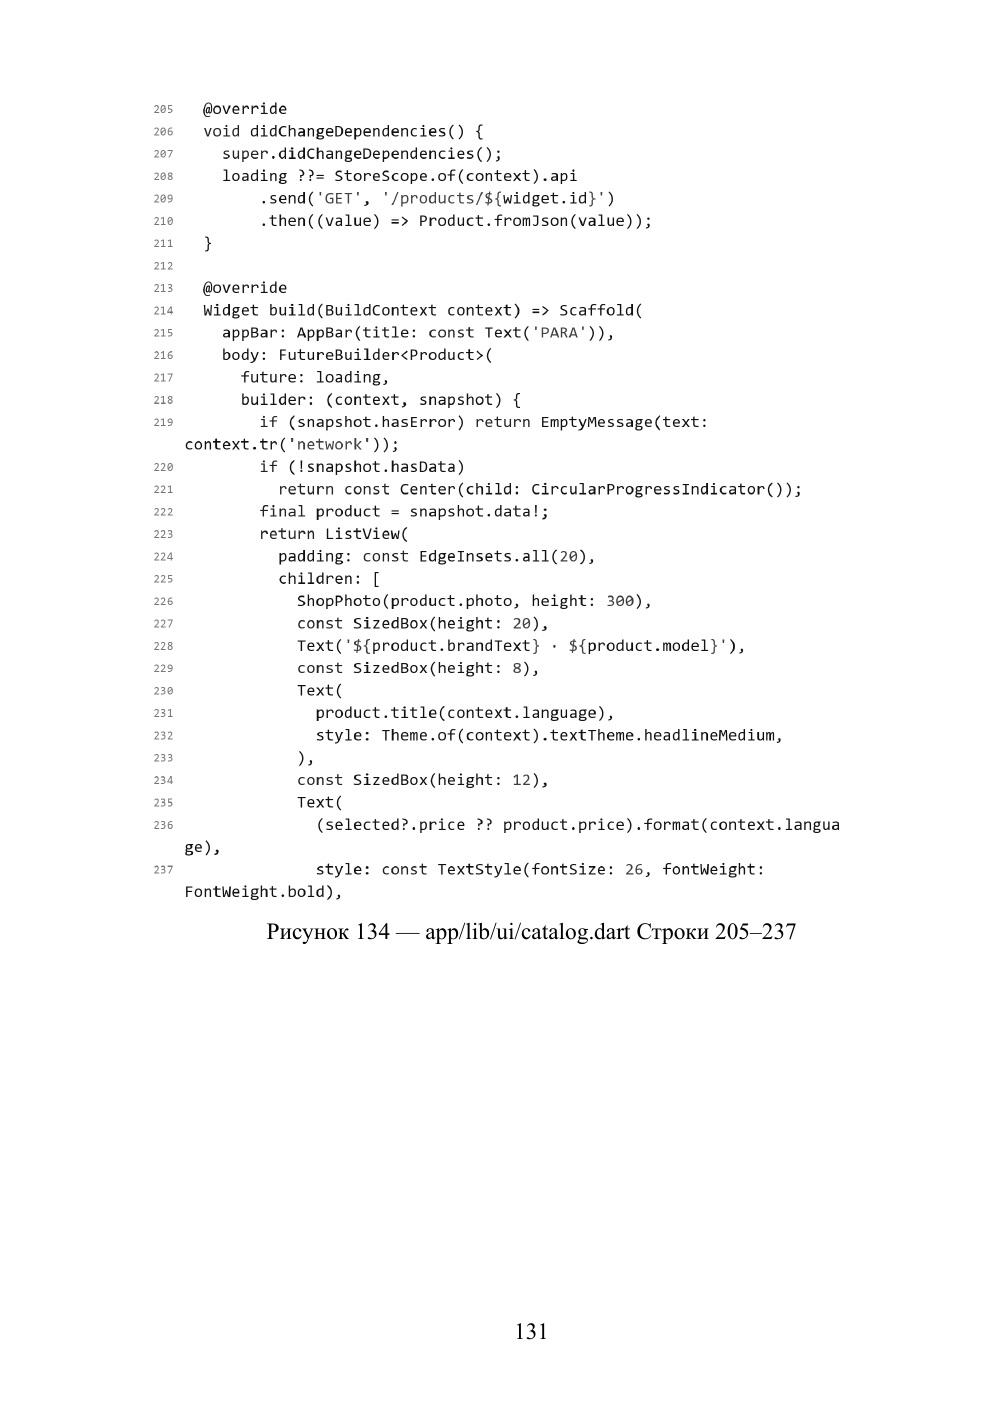 205   @override
206   void didChangeDependencies() {
207     super.didChangeDependencies();
208     loading ??= StoreScope.of(context).api
209         .send('GET', '/products/${widget.id}')
210         .then((value) => Product.fromJson(value));
211   }
212
213   @override
214   Widget build(BuildContext context) => Scaffold(
215     appBar: AppBar(title: const Text('PARA')),
216     body: FutureBuilder<Product>(
217       future: loading,
218       builder: (context, snapshot) {
219         if (snapshot.hasError) return EmptyMessage(text:
context.tr('network'));
220         if (!snapshot.hasData)
221           return const Center(child: CircularProgressIndicator());
222         final product = snapshot.data!;
223         return ListView(
224           padding: const EdgeInsets.all(20),
225           children: [
226             ShopPhoto(product.photo, height: 300),
227             const SizedBox(height: 20),
228             Text('${product.brandText} · ${product.model}'),
229             const SizedBox(height: 8),
230             Text(
231               product.title(context.language),
232               style: Theme.of(context).textTheme.headlineMedium,
233             ),
234             const SizedBox(height: 12),
235             Text(
236               (selected?.price ?? product.price).format(context.langua
ge),
237               style: const TextStyle(fontSize: 26, fontWeight:
FontWeight.bold),
Рисунок 134 — app/lib/ui/catalog.dart Строки 205–237
131